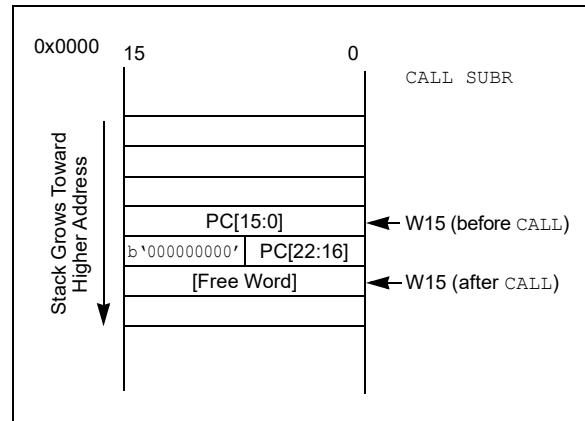 0x0000
15 0
CALL SUBR
Stack Grows Toward
Higher Address
PC[15:0]
W15 (before CALL)
b‘000000000’ PC[22:16]
[Free Word]
W15 (after CALL)